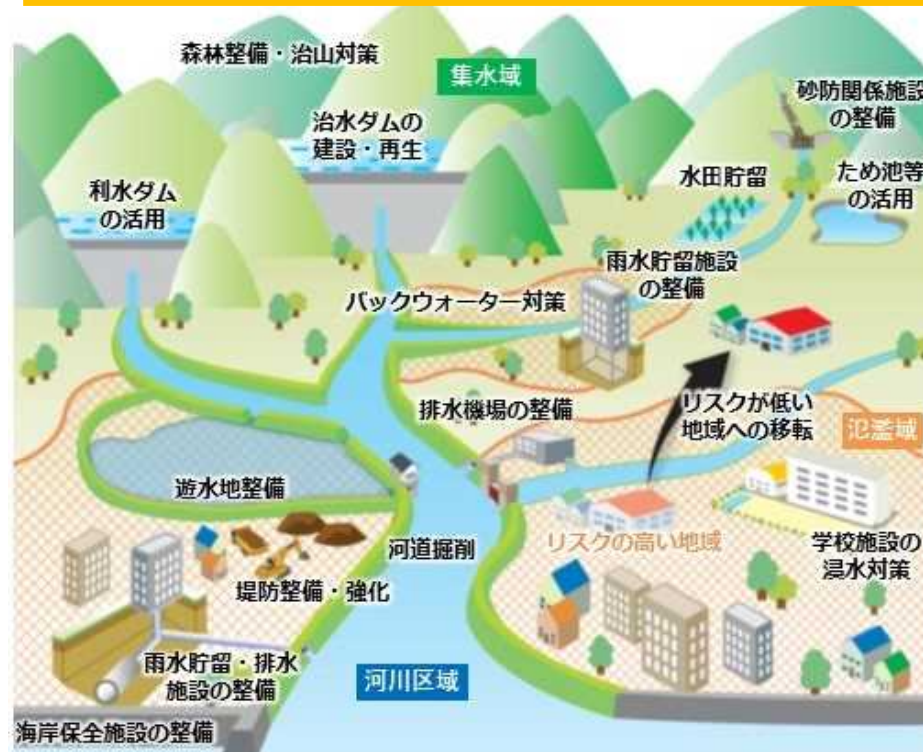 森林整備・治山対策
集水域
砂防関係施設
の整備
治水ダムの
建設・再生
水田貯留
ため池等
の活用
利水ダム
の活用
雨水貯留施設
の整備
バックウォーター対策
排水機場の整備
リスクが低い
地域への移転
氾濫域
遊水地整備
河道掘削
リスクの高い地域
学校施設の
浸水対策
堤防整備・強化
雨水貯留・排水
施設の整備
河川区域
海岸保全施設の整備